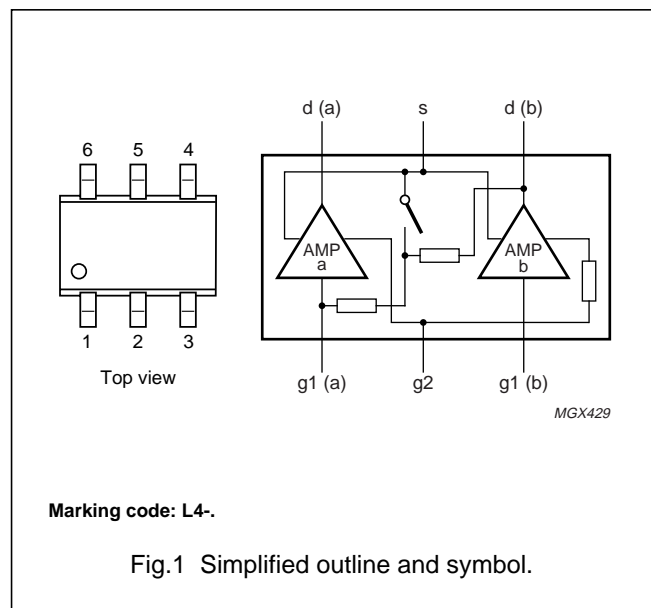 d (a) s d (b)
6 5 4
AMP
a
AMP
b
1 2 3
Top view
g1 (a) g2 g1 (b)
MGX429
Marking code: L4-.
Fig.1 Simplified outline and symbol.